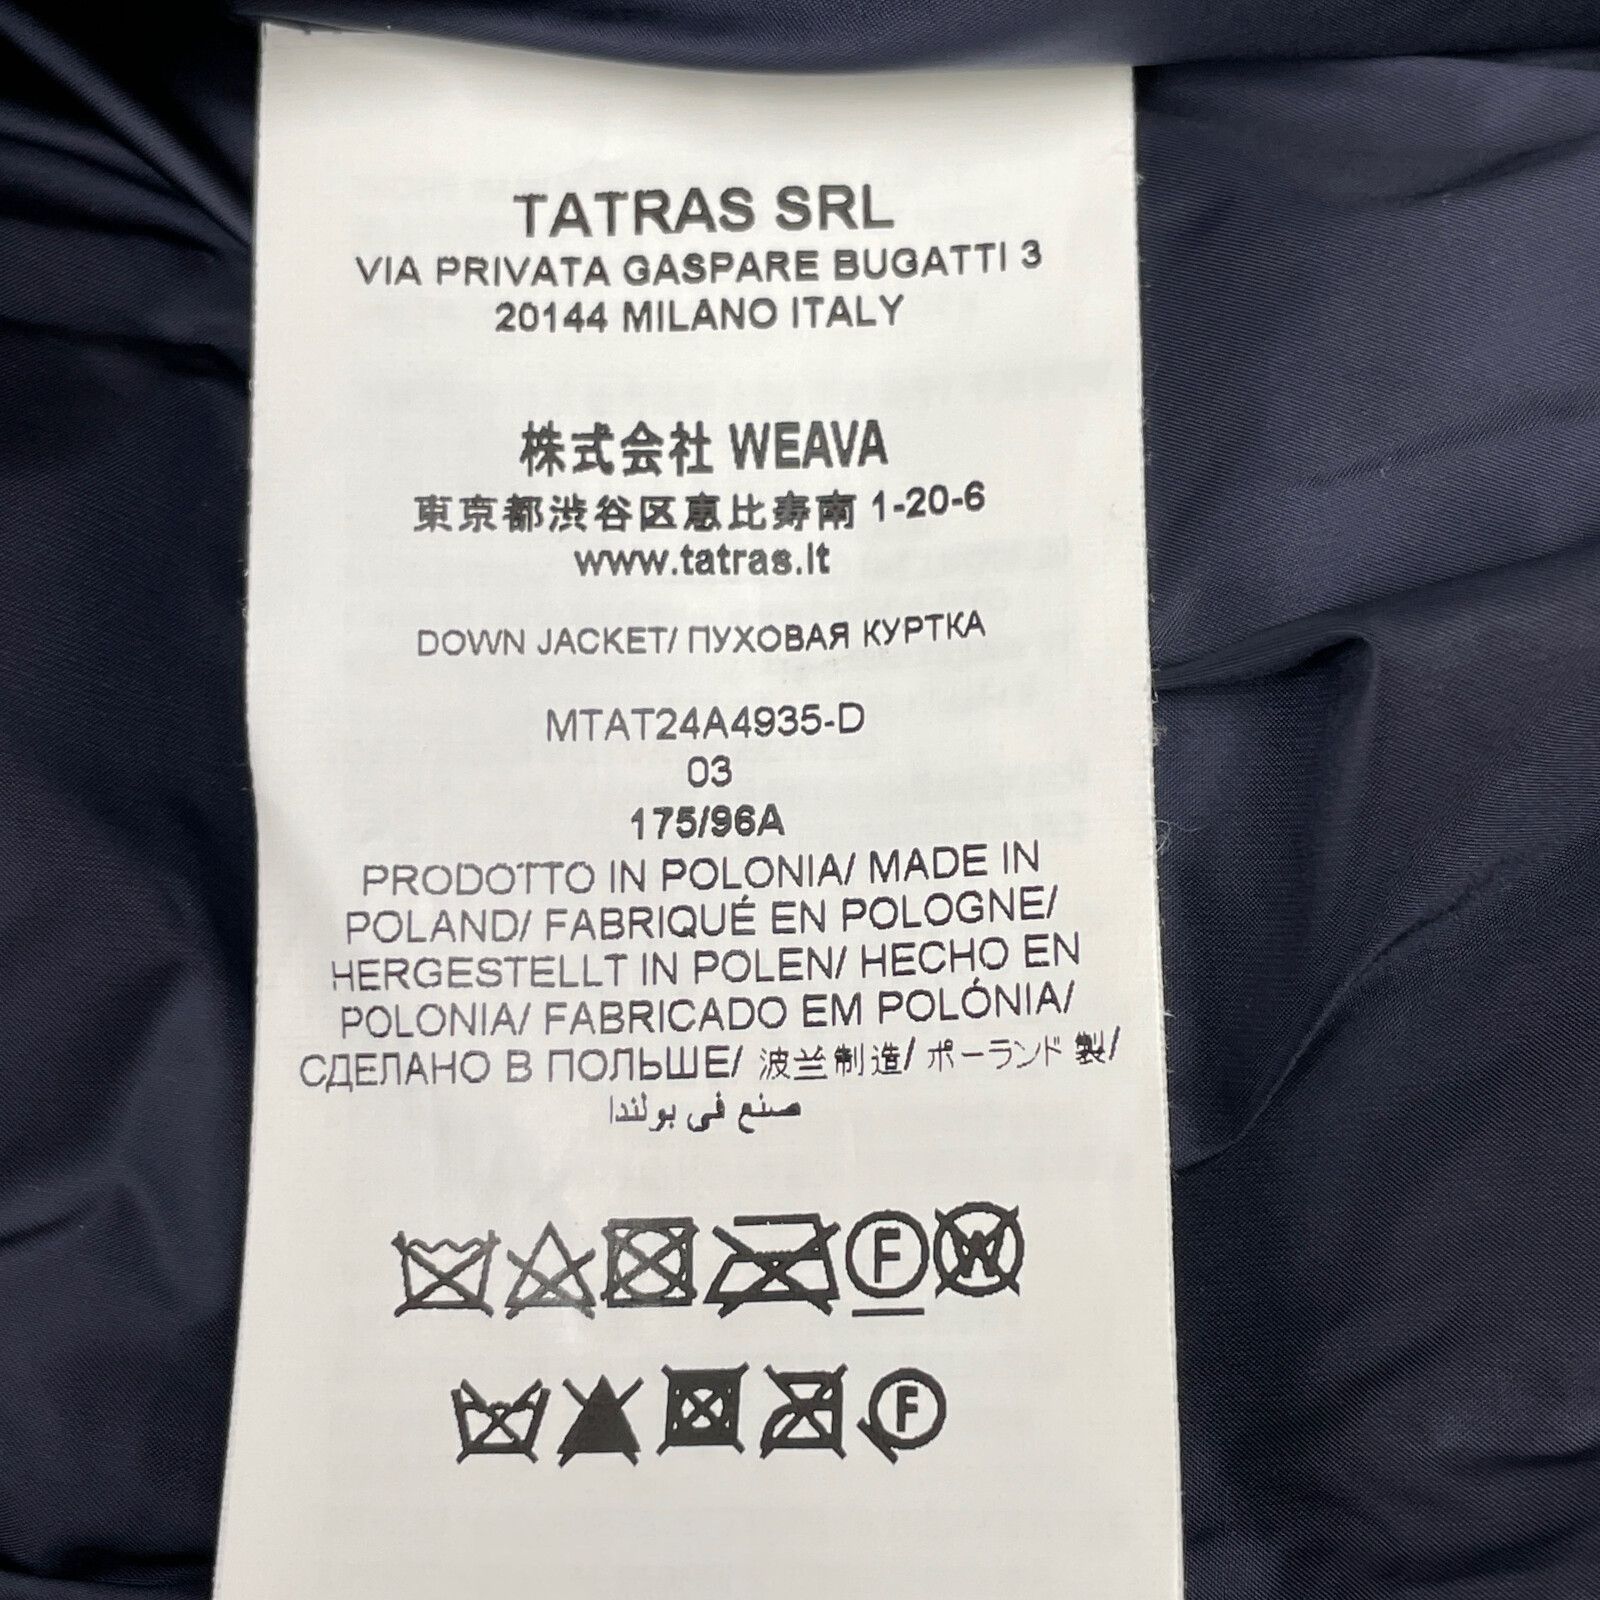 TATRAS SRL
VIA PRIVATA GASPARE BUGATTI 3
20144 MILANO ITALY
株式会社 WEAVA
東京都渋谷区恵比寿南 1-20-6
www.tatras.it
DOWN JACKET/ ПУХОВАЯ КУРТКА
MTAT24A4935-D
03
175/96A
PRODOTTO IN POLONIA/ MADE IN
POLAND/ FABRIQUÉ EN POLOGNE/
HERGESTELLT IN POLEN/ HECHO EN
POLONIA/ FABRICADO EM POLÓNIA/
СДЕЛАНО В ПОЛЬШЕ/ 波兰制造/ ポーランド 製/
صنع في بولندا
F W
F